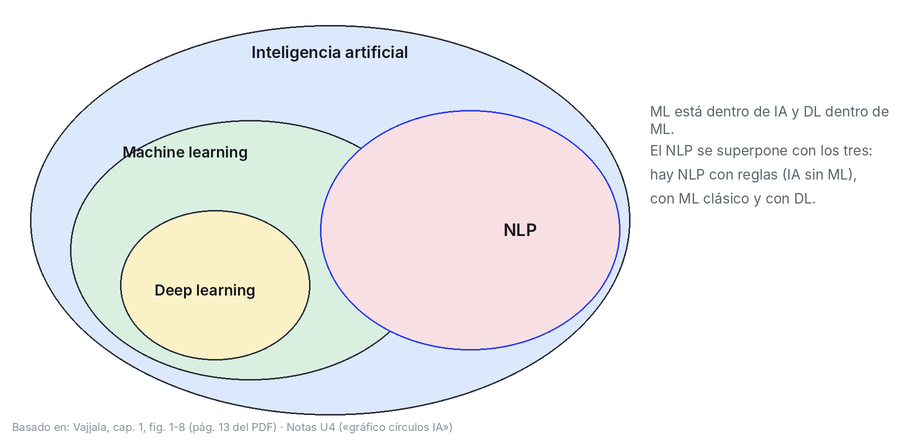 Inteligencia artificial
Machine learning
NLP
Deep learning
ML está dentro de IA y DL dentro de
ML.
El NLP se superpone con los tres:
hay NLP con reglas (IA sin ML),
con ML clásico y con DL.
Basado en: Vajjala, cap. 1, fig. 1-8 (pág. 13 del PDF) · Notas U4 («gráfico círculos IA»)